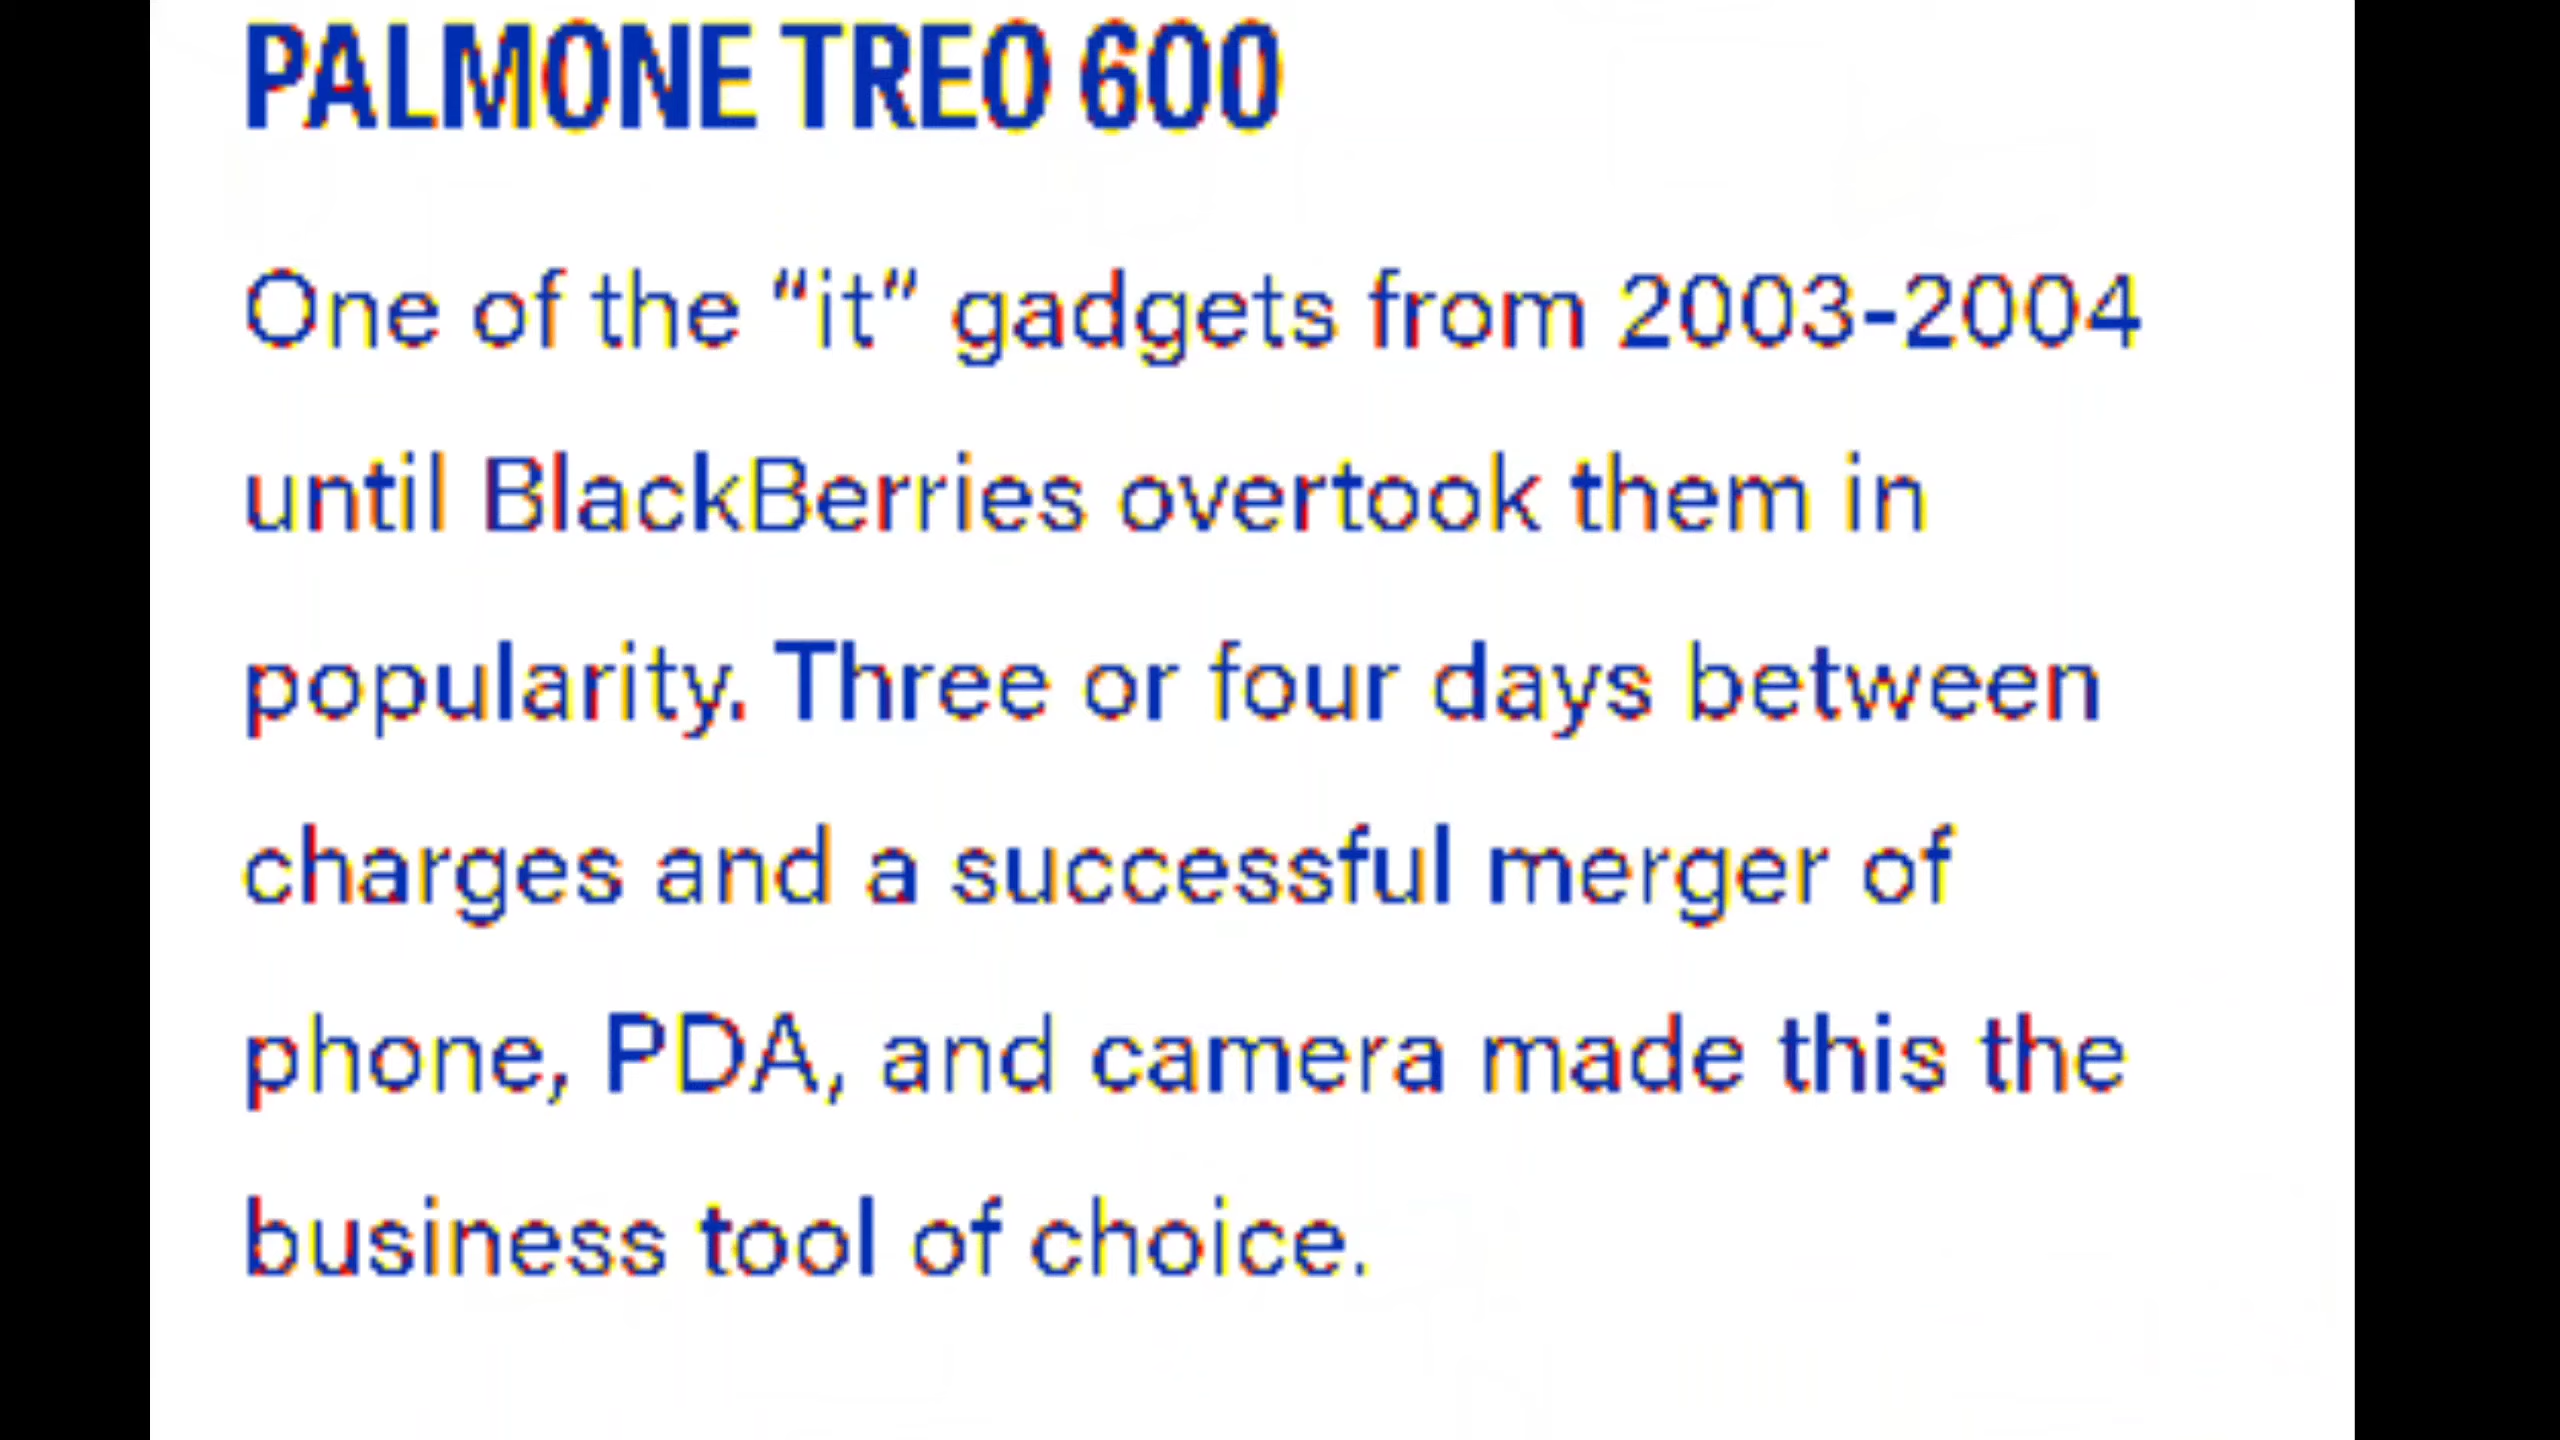 PALMONE TREO 600
One of the “it” gadgets from 2003-2004
until BlackBerries overtook them in
popularity. Three or four days between
charges and a successful merger of
phone, PDA, and camera made this the
business tool of choice.